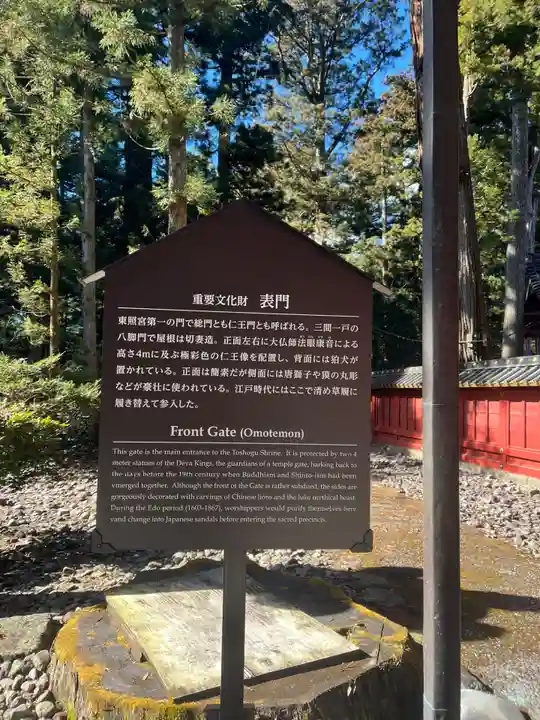 重要文化財 表門
東照宮第一の門で総門とも仁王門とも呼ばれる。三間一戸の
八脚門で屋根は切妻造。正面左右に大仏師法眼康音による
高さ4mに及ぶ極彩色の仁王像を配置し、背面には狛犬が
置かれている。正面は簡素だが側面には唐獅子や獏の丸彫
などが豪壮に使われている。江戸時代にはここで清め草履に
履き替えて参入した。
Front Gate (Omotemon)
This gate is the main entrance to the Toshogu Shrine. It is protected by two 4
meter statues of the Deva Kings, the guardians of a temple gate, harking back to
the days before the 19th century when Buddhism and Shinto-ism had been
merged together. Although the front of the Gate is rather subdued, the sides are
gorgeously decorated with carvings of Chinese lions and the baku mythical beast.
During the Edo period (1603-1867), worshippers would purify themselves here
and change into Japanese sandals before entering the sacred precincts.